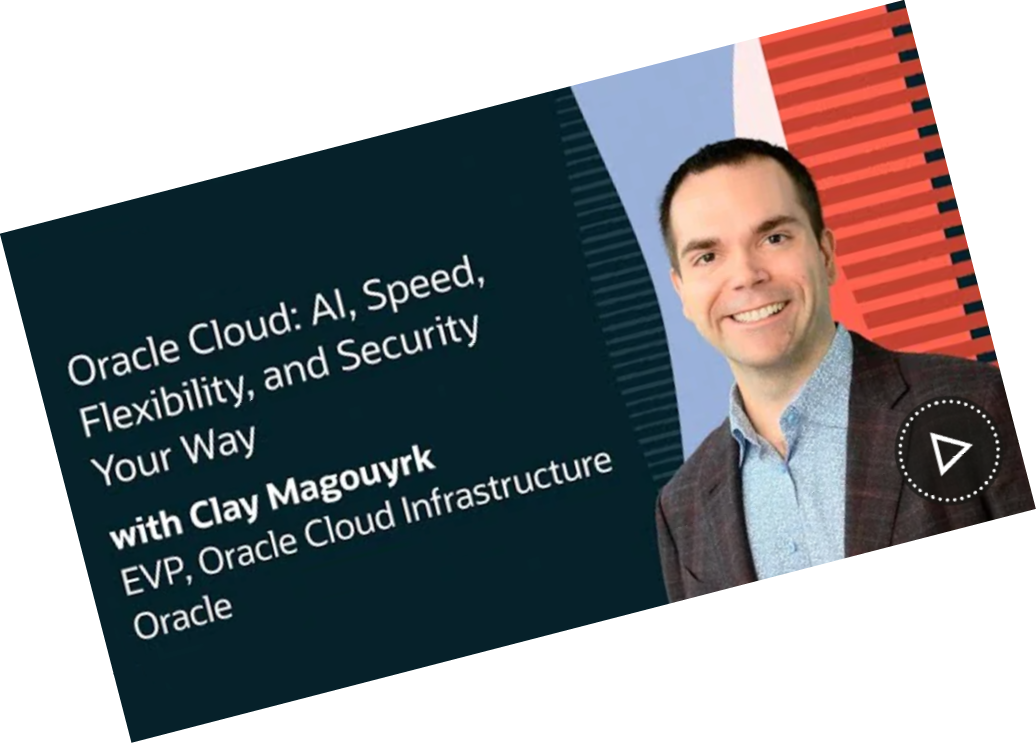 Oracle Cloud: AI, Speed,
Flexibility, and Security
Your Way
with Clay Magouyrk
EVP, Oracle Cloud Infrastructure
Oracle